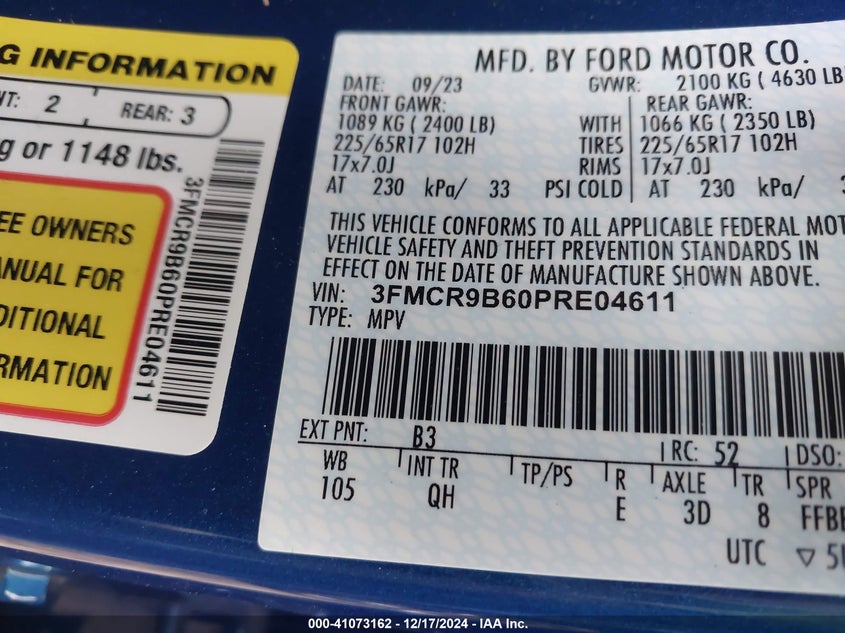 G INFORMATION
NT: 2 REAR: 3
g or 1148 lbs.
EE OWNERS
ANUAL FOR
DITIONAL
RMATION
3FMCR9B60PRE04611
MFD. BY FORD MOTOR CO.
DATE: 09/23 GVWR: 2100 KG ( 4630 LB
FRONT GAWR: REAR GAWR:
1089 KG ( 2400 LB) WITH 1066 KG ( 2350 LB)
225/65R17 102H TIRES 225/65R17 102H
17x7.0J RIMS 17x7.0J
AT 230 kPa/ 33 PSI COLD AT 230 kPa/
THIS VEHICLE CONFORMS TO ALL APPLICABLE FEDERAL MOT
VEHICLE SAFETY AND THEFT PREVENTION STANDARDS IN
EFFECT ON THE DATE OF MANUFACTURE SHOWN ABOVE.
VIN: 3FMCR9B60PRE04611
TYPE: MPV
EXT PNT: B3 RC: 52 DSO:
WB INT TR TP/PS R AXLE TR SPR
105 QH E 3D 8 FFB
UTC
000-41073162 - 12/17/2024 - IAA Inc.